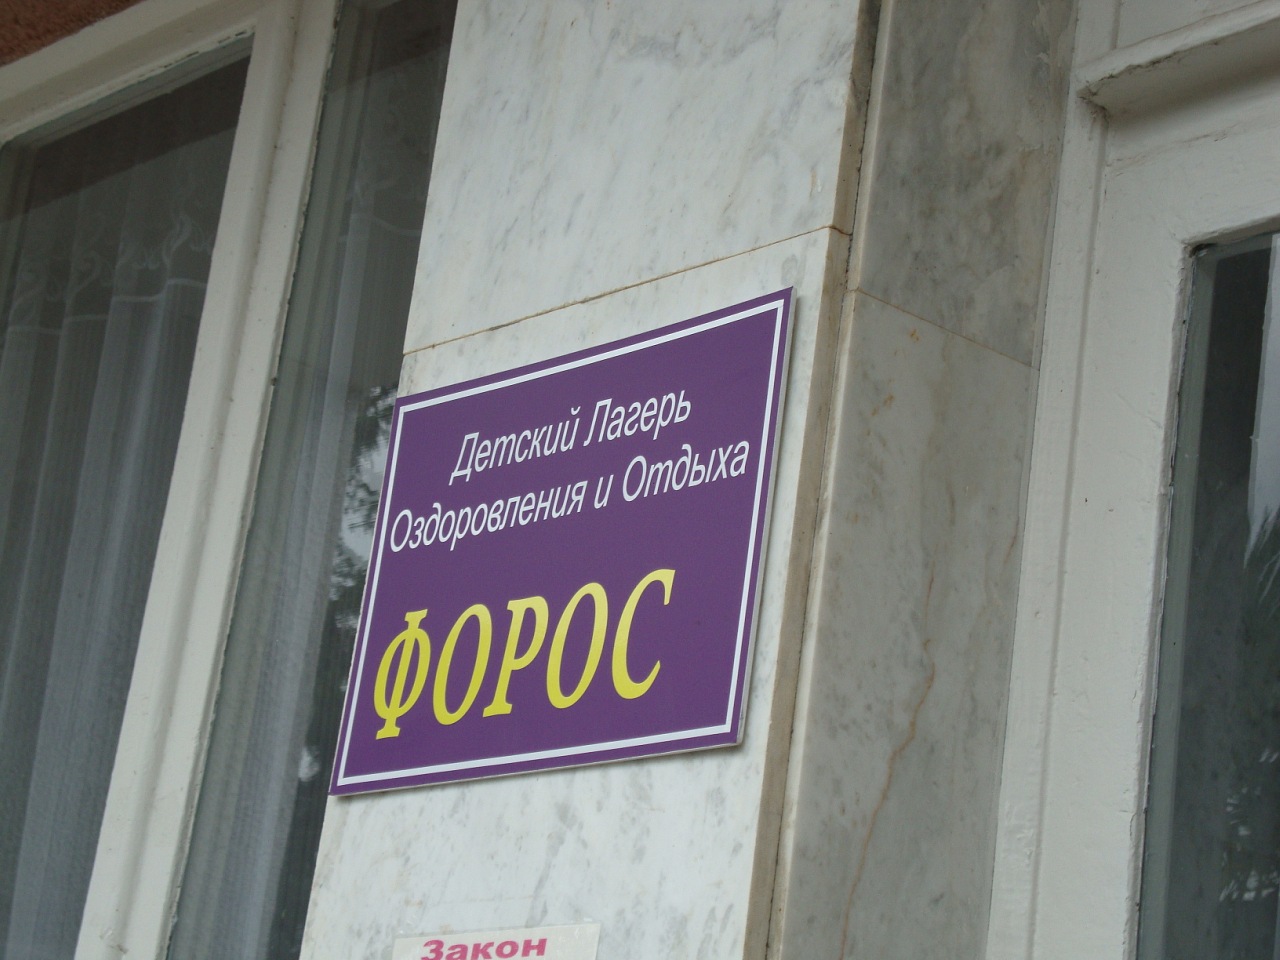 Детский Лагерь
Оздоровления и Отдыха
ФОРОС
Закон